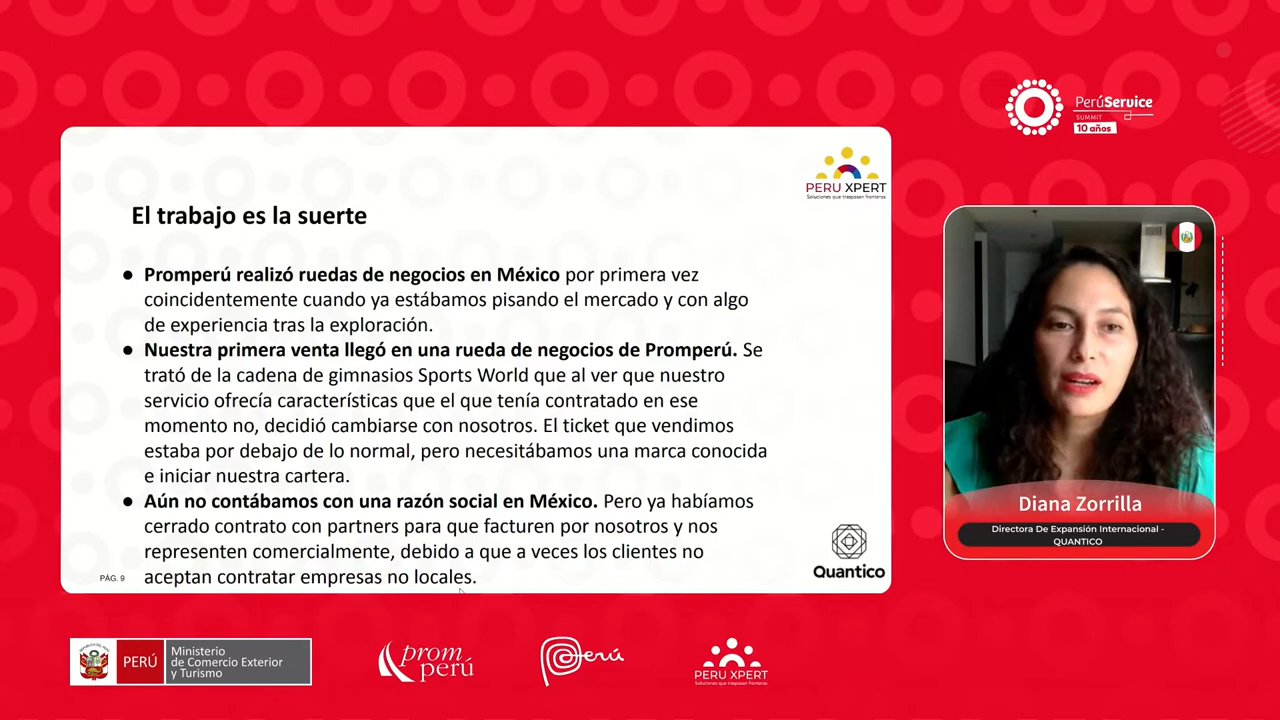 PerúService
SUMMIT
10 años
PERU XPERT
Soluciones que traspasan fronteras
El trabajo es la suerte
● Promperú realizó ruedas de negocios en México por primera vez
coincidentemente cuando ya estábamos pisando el mercado y con algo
de experiencia tras la exploración.
● Nuestra primera venta llegó en una rueda de negocios de Promperú. Se
trató de la cadena de gimnasios Sports World que al ver que nuestro
servicio ofrecía características que el que tenía contratado en ese
momento no, decidió cambiarse con nosotros. El ticket que vendimos
estaba por debajo de lo normal, pero necesitábamos una marca conocida
e iniciar nuestra cartera.
● Aún no contábamos con una razón social en México. Pero ya habíamos
cerrado contrato con partners para que facturen por nosotros y nos
representen comercialmente, debido a que a veces los clientes no
aceptan contratar empresas no locales.
PÁG. 9
Quantico
Diana Zorrilla
Directora De Expansión Internacional -
QUANTICO
PERÚ
Ministerio
de Comercio Exterior
y Turismo
prom
perú
Perú
PERU XPERT
Soluciones que traspasan fronteras